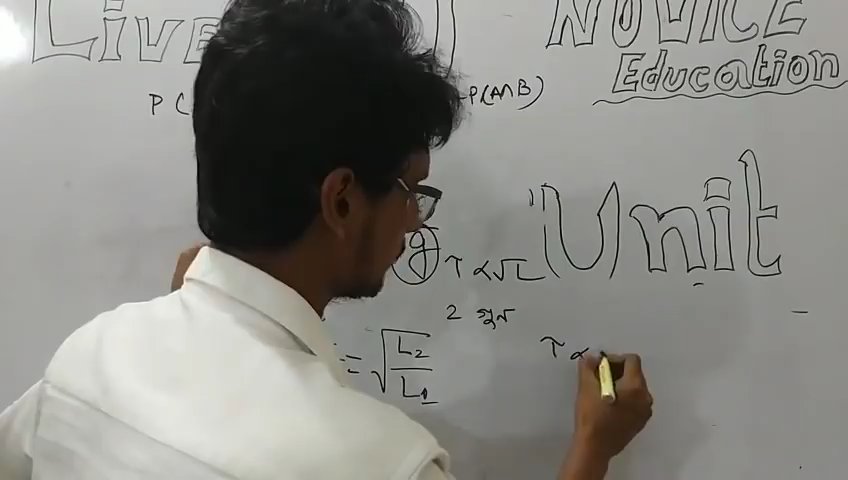 Live NOVICE
Education
P( P(A∩B)
Unit
g T ∝ √L
2 গুন
= √(L₂/L₁)
T ∝